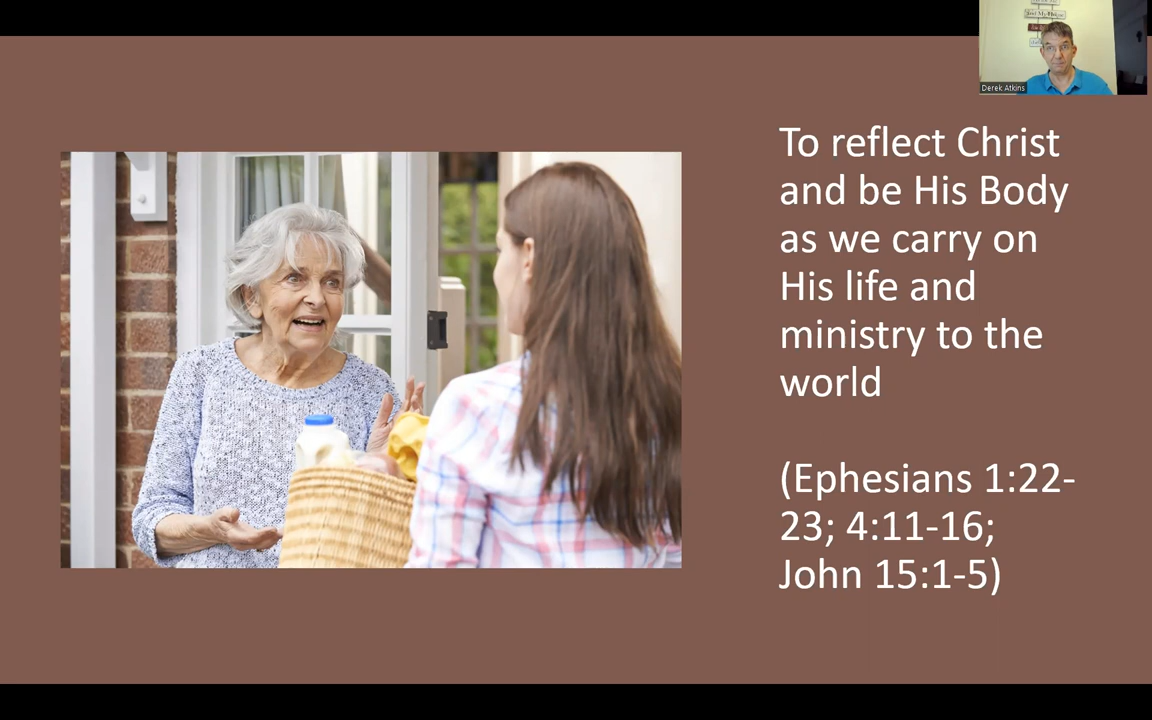 Derek Atkins
To reflect Christ
and be His Body
as we carry on
His life and
ministry to the
world
(Ephesians 1:22-
23; 4:11-16;
John 15:1-5)